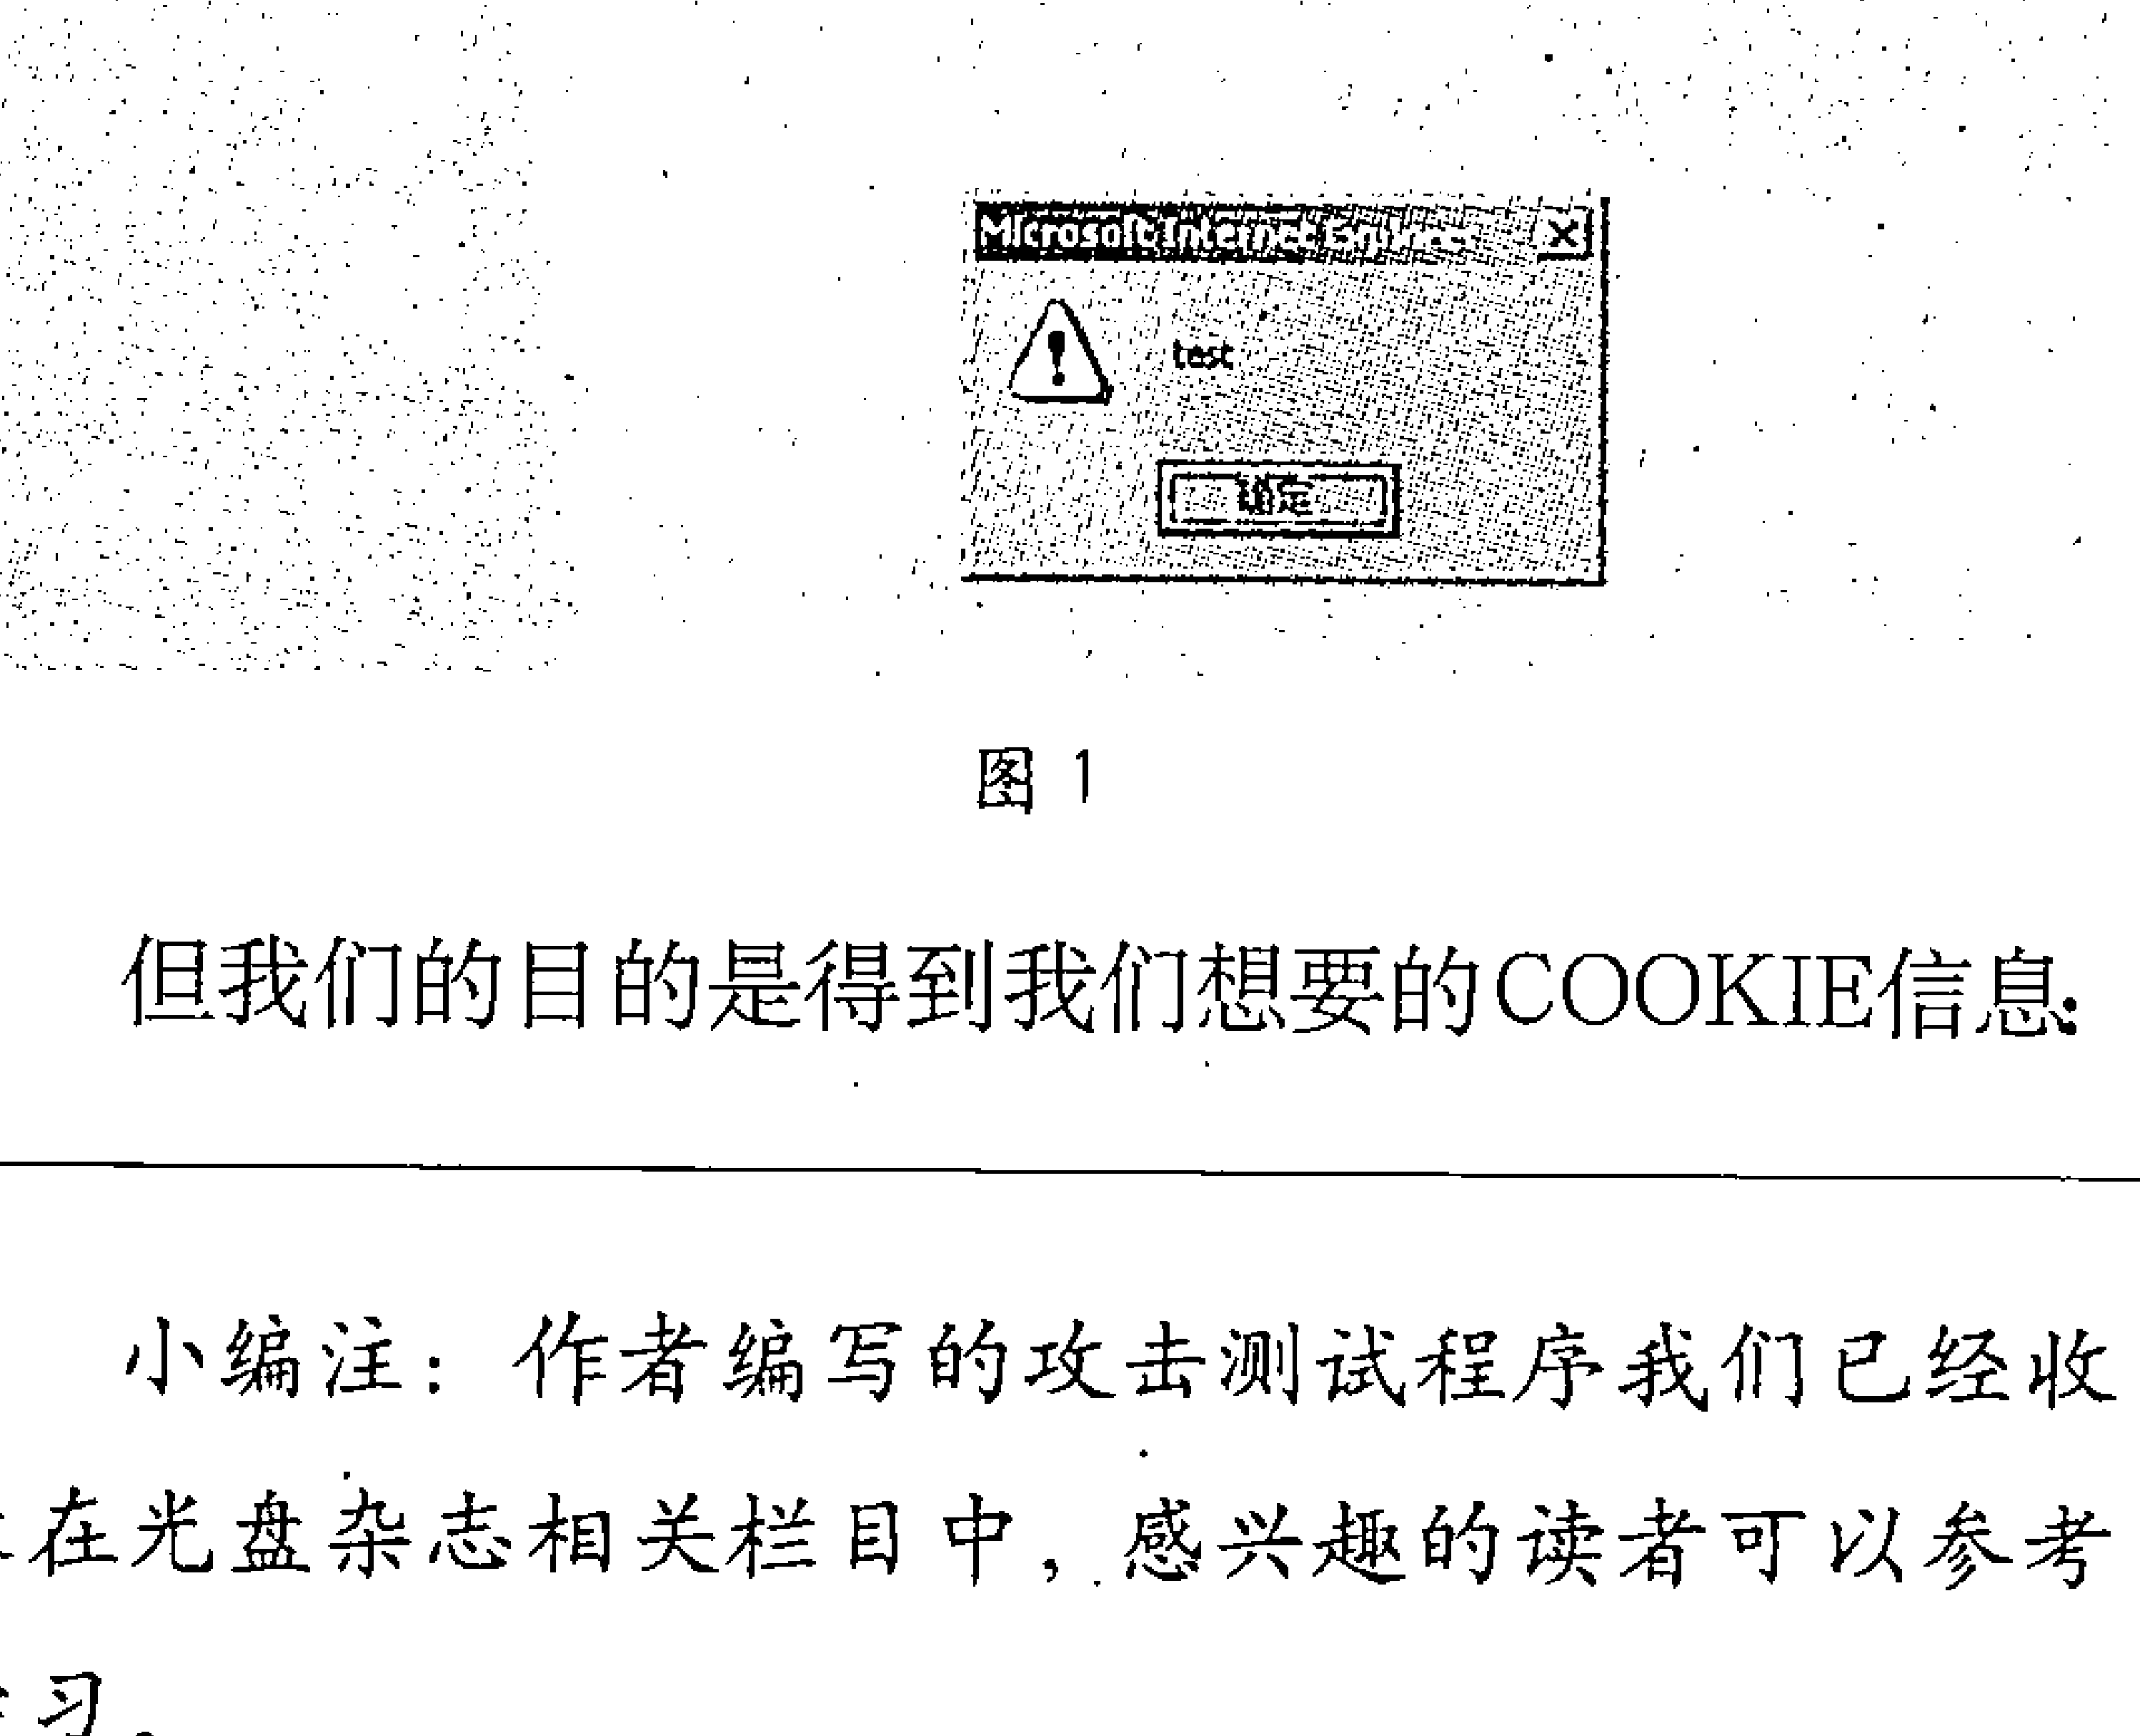 Microsoft Internet Explorer
test
确定
图 1
但我们的目的是得到我们想要的COOKIE信息:
小编注：作者编写的攻击测试程序我们已经收
在光盘杂志相关栏目中，感兴趣的读者可以参考
习。